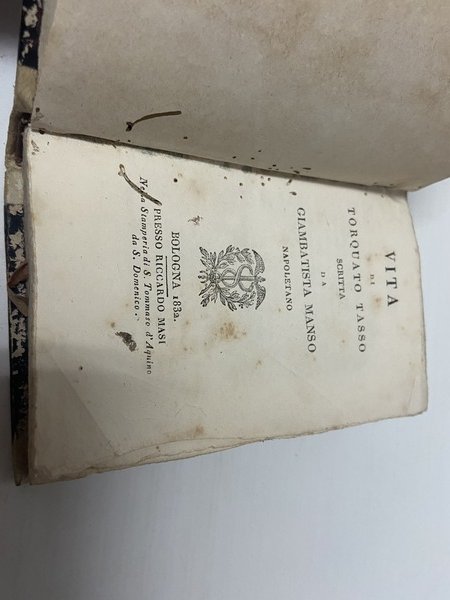 VITA
DI
TORQUATO TASSO
SCRITTA
DA
GIAMBATISTA MANSO
NAPOLETANO
BOLOGNA 1832.
PRESSO RICCARDO MASI
Nella Stamperia di S. Tommaso d'Aquino
da S. Domenico.